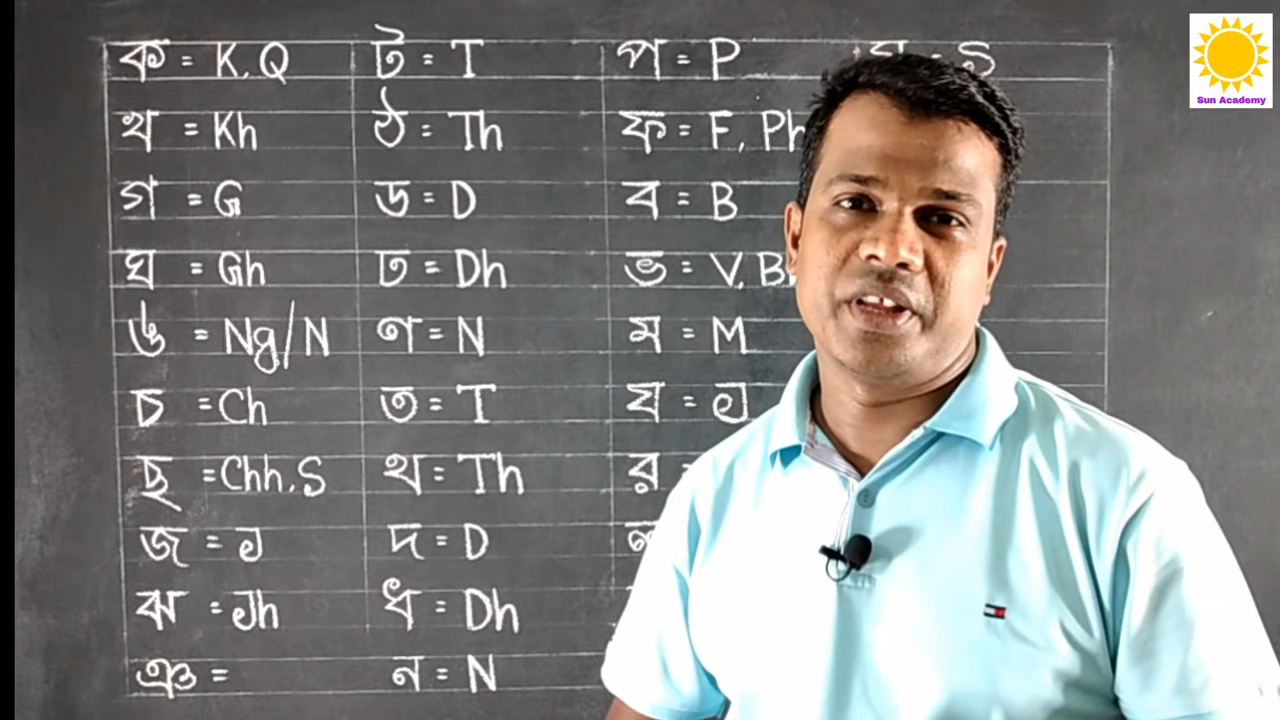 ক = K, Q ট = T প = P = S
খ = Kh ঠ = Th ফ = F, Ph
গ = G ড = D ব = B
ঘ = Gh ঢ = Dh ভ = V, B
ঙ = Ng/N ণ = N ম = M
চ = Ch ত = T য = J
ছ = Chh, S থ = Th র =
জ = J দ = D ল
ঝ = Jh ধ = Dh
ঞ = ন = N
Sun Academy